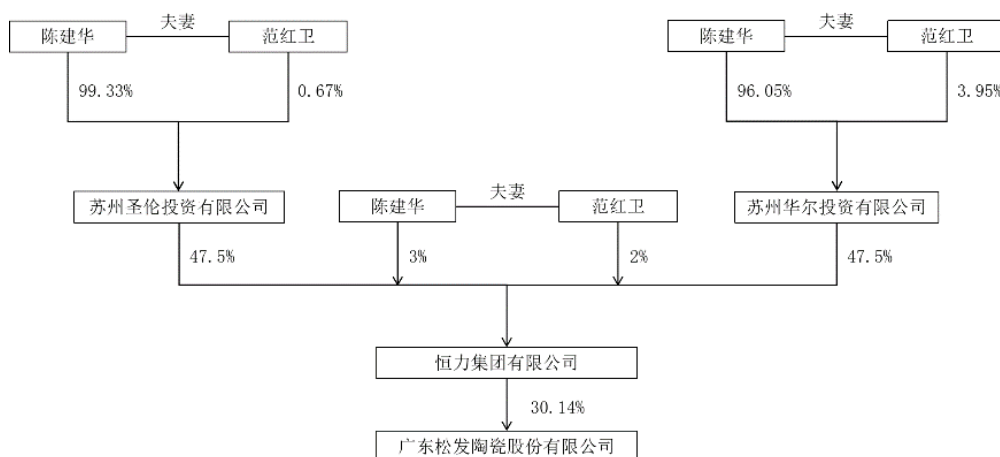 夫妻
陈建华
范红卫
99.33%
0.67%
夫妻
陈建华
范红卫
96.05%
3.95%
苏州圣伦投资有限公司
夫妻
陈建华
范红卫
苏州华尔投资有限公司
47.5%
3%
2%
47.5%
恒力集团有限公司
30.14%
广东松发陶瓷股份有限公司